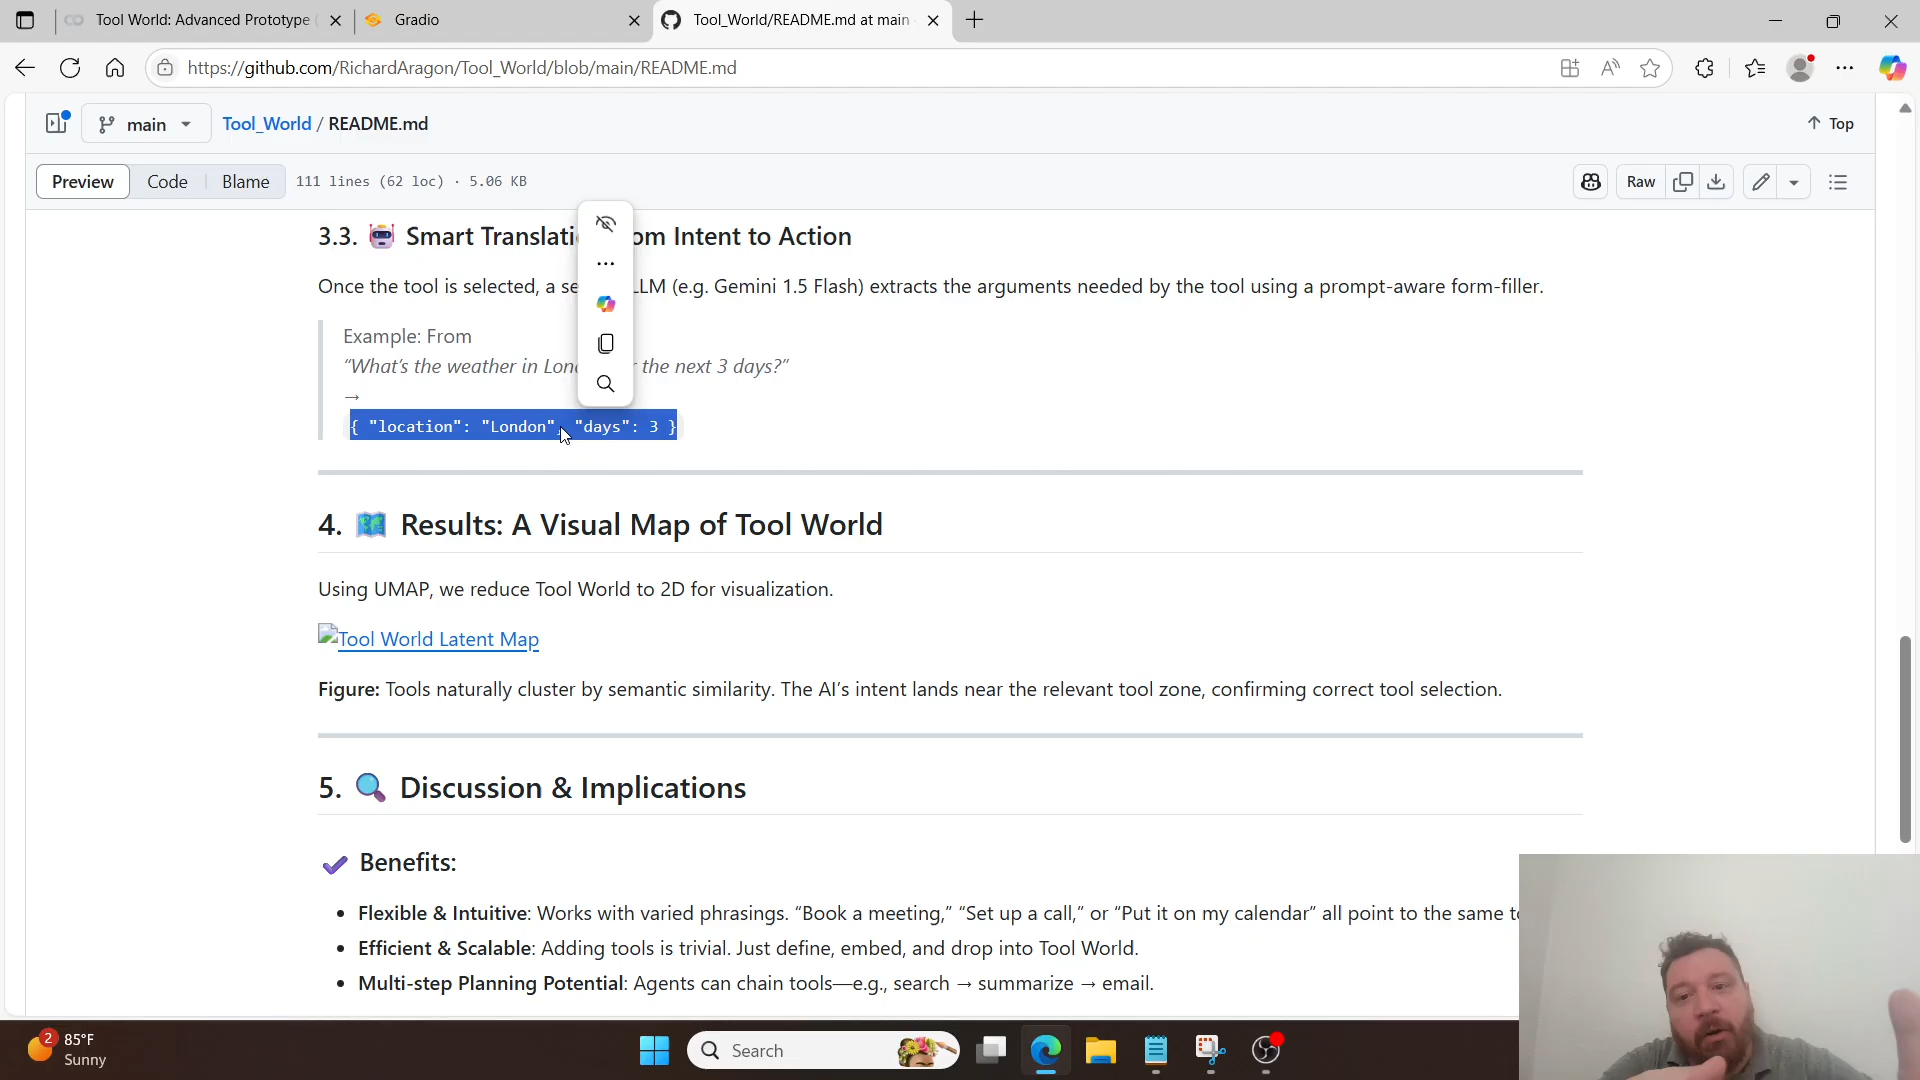 Tool World: Advanced Prototype
Gradio
Tool_World/README.md at main
https://github.com/RichardAragon/Tool_World/blob/main/README.md
main
Tool_World / README.md
Top
Preview
Code
Blame
111 lines (62 loc) · 5.06 KB
Raw
3.3. 🤖 Smart Translati om Intent to Action
Once the tool is selected, a se LLM (e.g. Gemini 1.5 Flash) extracts the arguments needed by the tool using a prompt-aware form-filler.
Example: From
“What’s the weather in Lon the next 3 days?”
→
{ "location": "London", "days": 3 }
4. 🗺️ Results: A Visual Map of Tool World
Using UMAP, we reduce Tool World to 2D for visualization.
Tool World Latent Map
Figure: Tools naturally cluster by semantic similarity. The AI’s intent lands near the relevant tool zone, confirming correct tool selection.
5. 🔍 Discussion & Implications
✔ Benefits:
• Flexible & Intuitive: Works with varied phrasings. “Book a meeting,” “Set up a call,” or “Put it on my calendar” all point to the same
• Efficient & Scalable: Adding tools is trivial. Just define, embed, and drop into Tool World.
• Multi-step Planning Potential: Agents can chain tools—e.g., search → summarize → email.
2
85°F
Sunny
Search